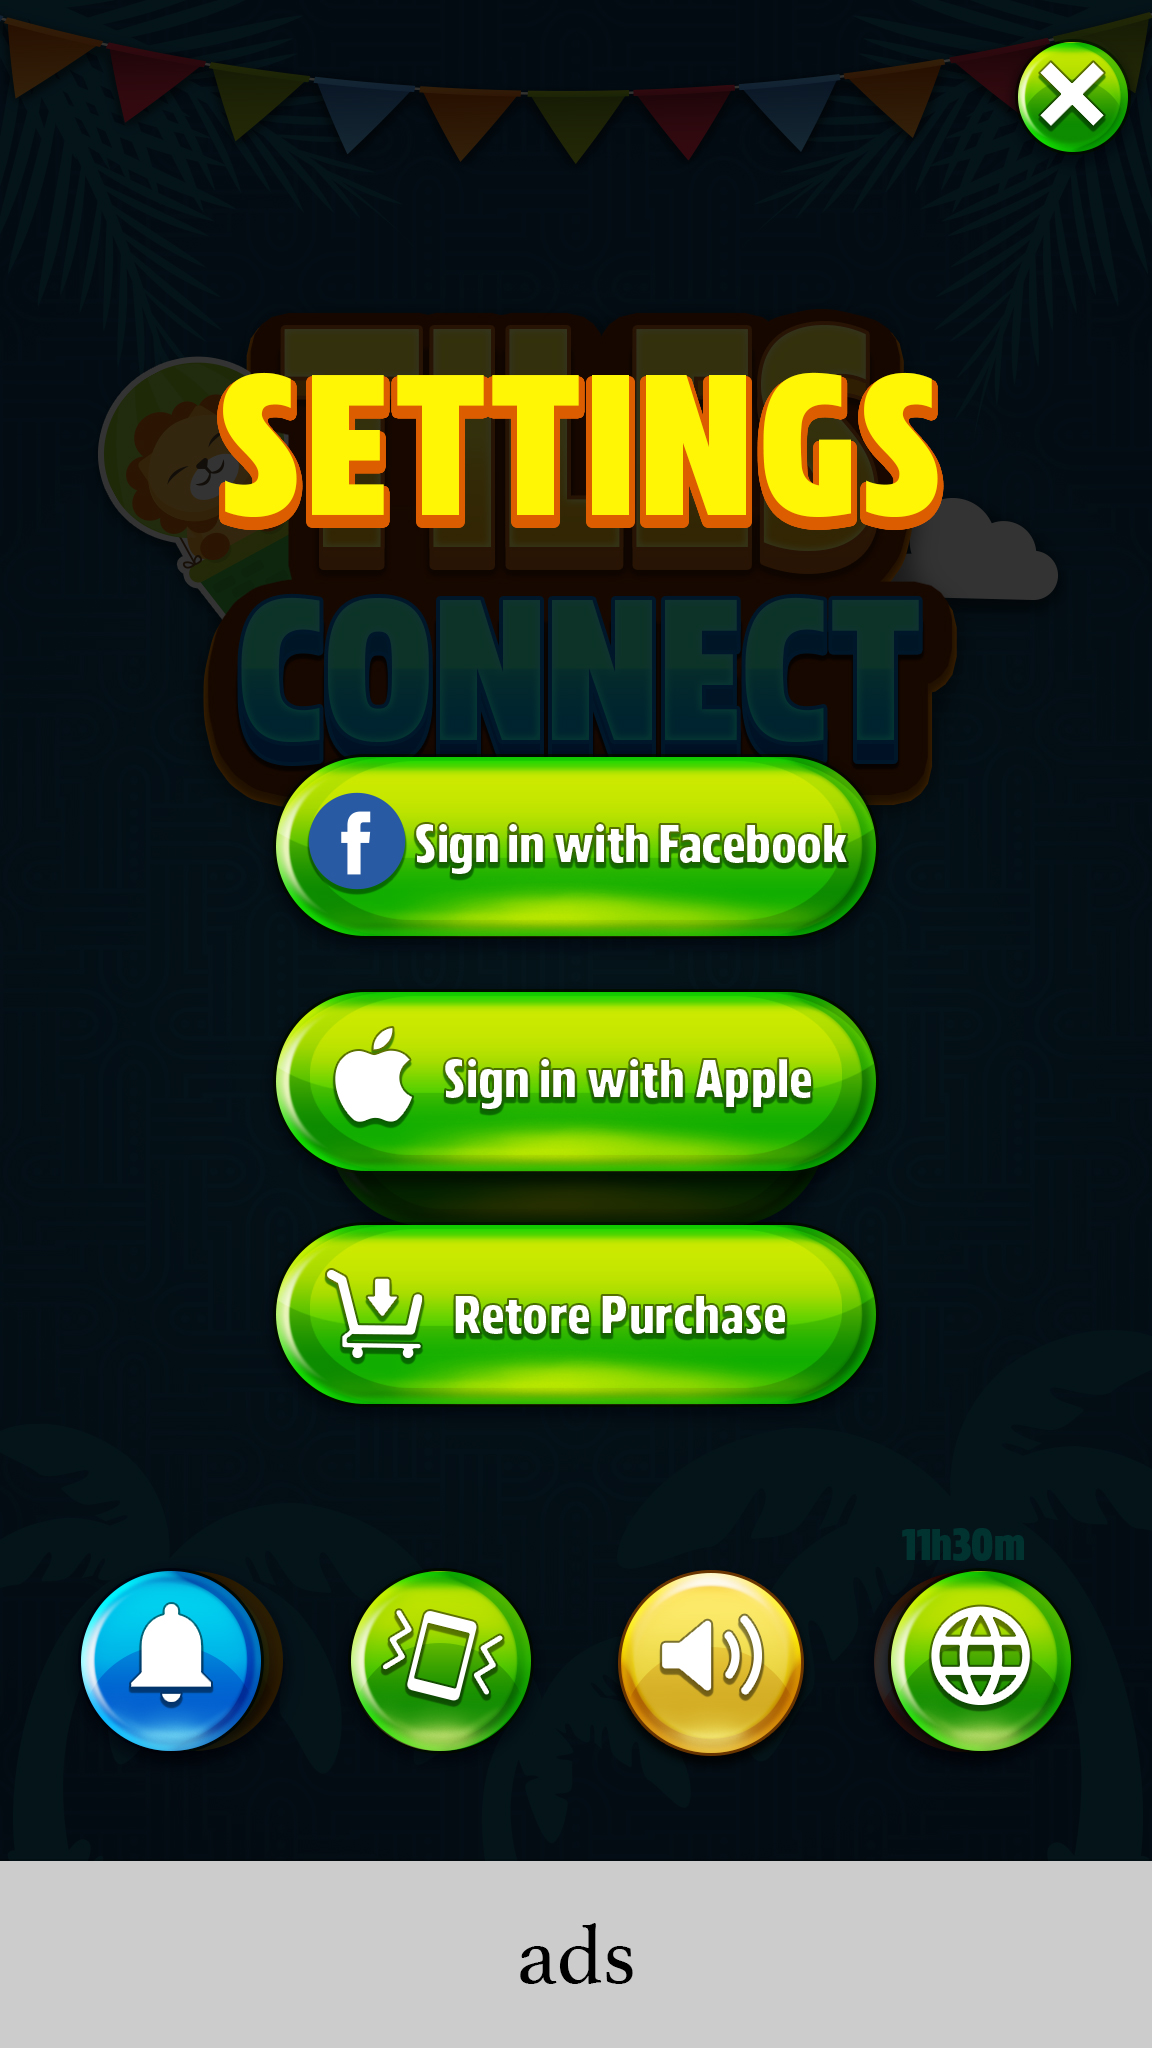 TILES
SETTINGS
CONNECT
f Sign in with Facebook
Sign in with Apple
Retore Purchase
11h30m
ads